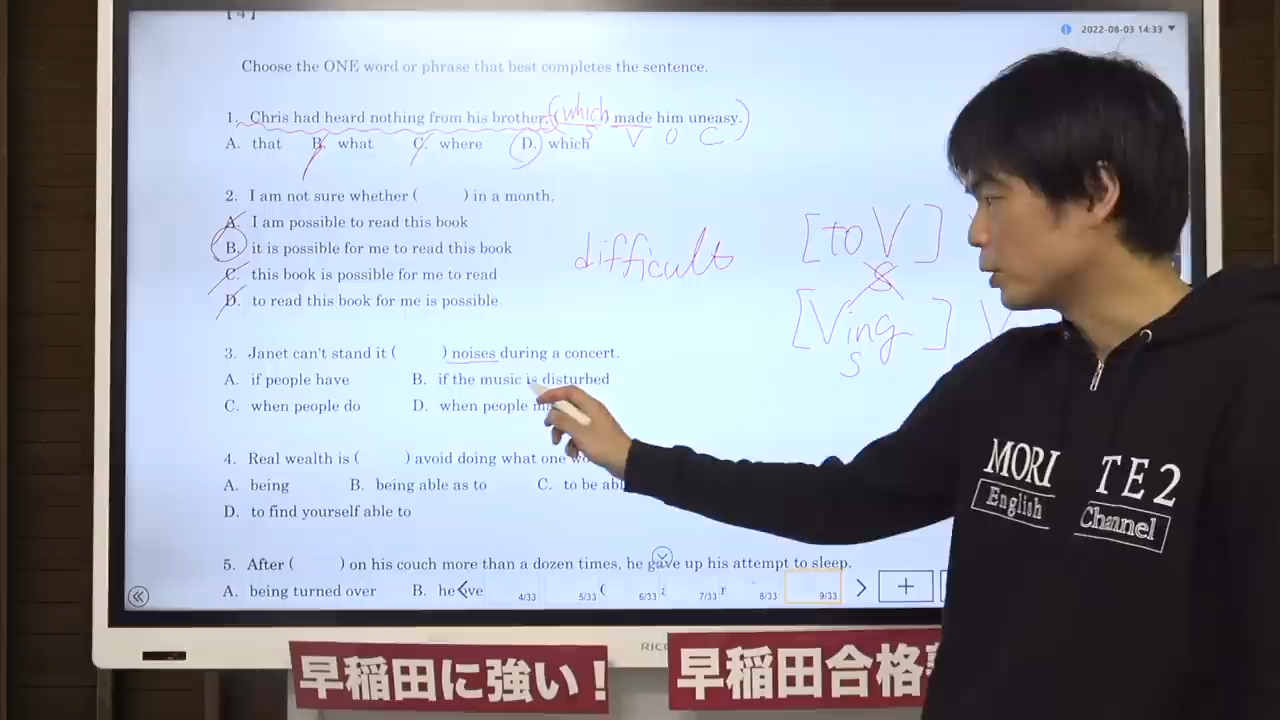 [4]
2022-08-03 14:33
Choose the ONE word or phrase that best completes the sentence.
1. Chris had heard nothing from his brother, (which) made him uneasy.
S V O C
A. that B. what C. where D. which
2. I am not sure whether ( ) in a month.
A. I am possible to read this book
B. it is possible for me to read this book
C. this book is possible for me to read
D. to read this book for me is possible
difficult
[to V]
S
[Ving] V
S
3. Janet can't stand it ( ) noises during a concert.
A. if people have B. if the music is disturbed
C. when people do D. when people
4. Real wealth is ( ) avoid doing what one
A. being B. being able as to C. to be
D. to find yourself able to
5. After ( ) on his couch more than a dozen times, he gave up his attempt to sleep.
A. being turned over B. he
4/33 5/33 6/33 7/33 8/33 9/33
RICO
早稲田に強い!
早稲田合格
MORI TE2
English Channel